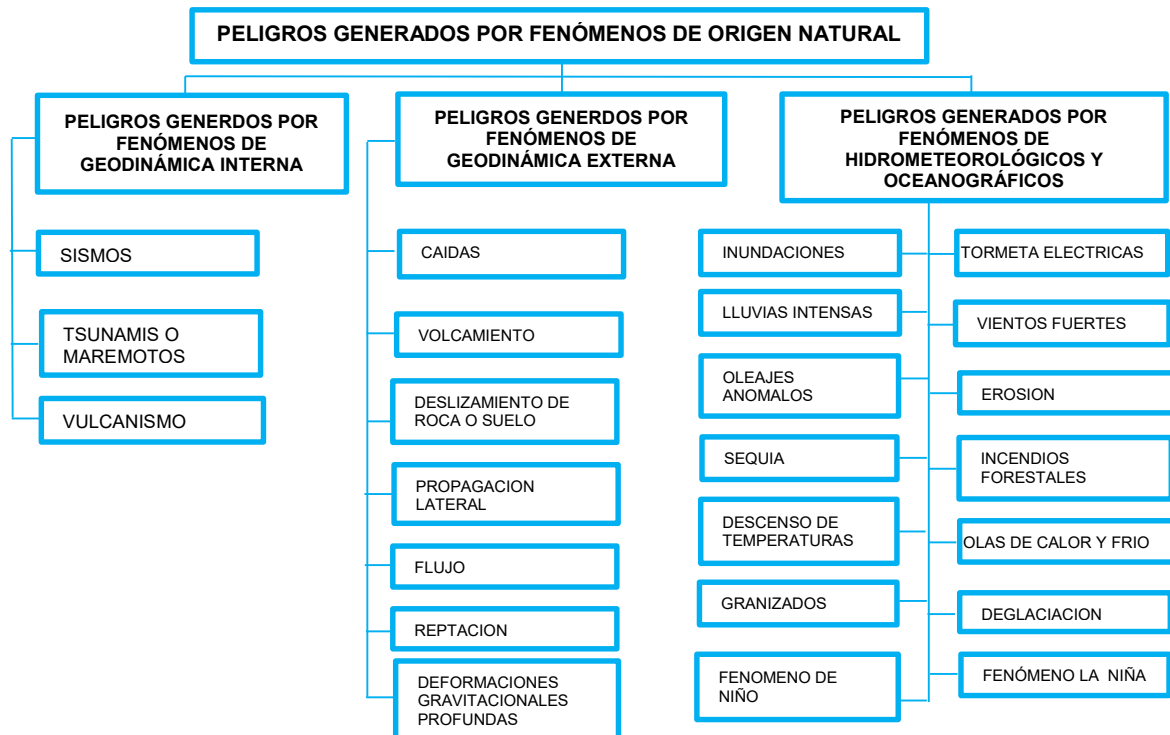 PELIGROS GENERADOS POR FENÓMENOS DE ORIGEN NATURAL
PELIGROS GENERDOS POR
FENÓMENOS DE
GEODINÁMICA INTERNA
SISMOS
TSUNAMIS O
MAREMOTOS
VULCANISMO
PELIGROS GENERDOS POR
FENÓMENOS DE
GEODINÁMICA EXTERNA
CAIDAS
VOLCAMIENTO
DESLIZAMIENTO DE
ROCA O SUELO
PROPAGACION
LATERAL
FLUJO
REPTACION
DEFORMACIONES
GRAVITACIONALES
PROFUNDAS
PELIGROS GENERADOS POR
FENÓMENOS DE
HIDROMETEOROLÓGICOS Y
OCEANOGRÁFICOS
INUNDACIONES
LLUVIAS INTENSAS
OLEAJES
ANOMALOS
SEQUIA
DESCENSO DE
TEMPERATURAS
GRANIZADOS
FENOMENO DE
NIÑO
TORMETA ELECTRICAS
VIENTOS FUERTES
EROSION
INCENDIOS
FORESTALES
OLAS DE CALOR Y FRIO
DEGLACIACION
FENÓMENO LA NIÑA